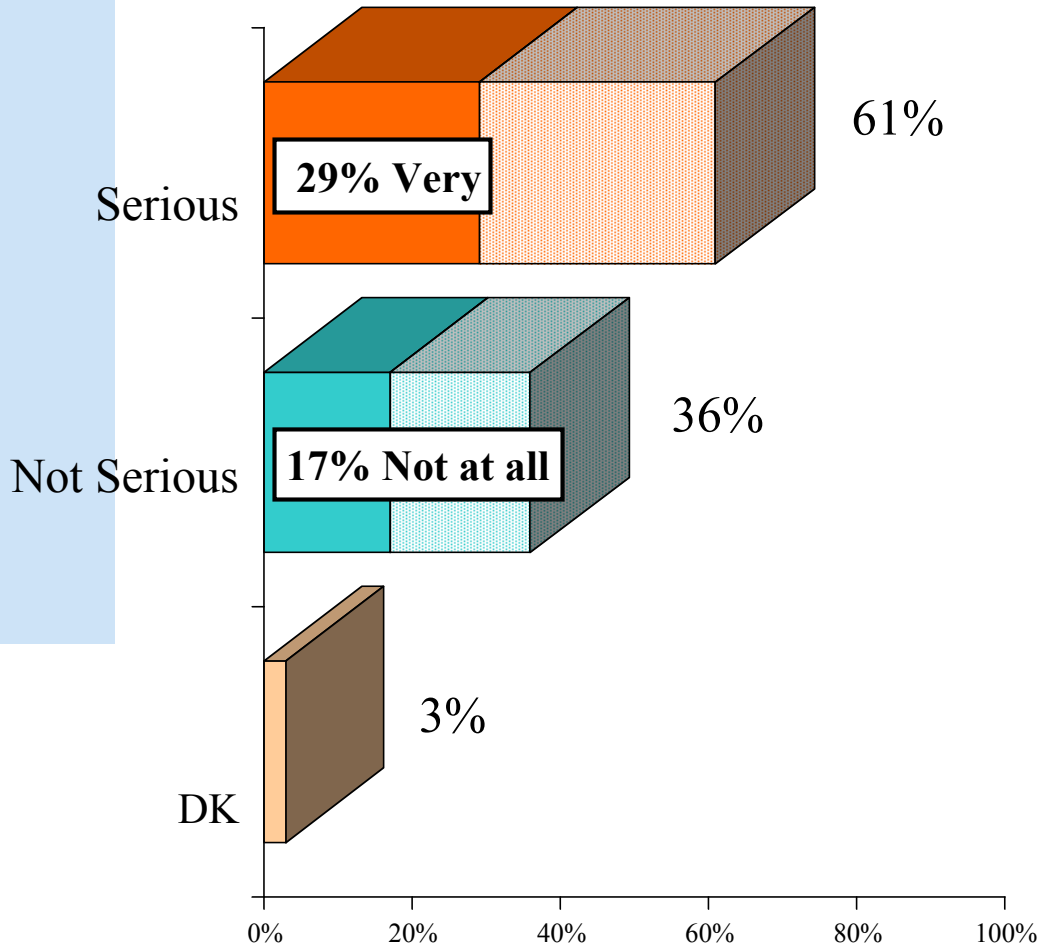 61%
29% Very
Serious
36%
17% Not at all
Not Serious
3%
DK
0% 20% 40% 60% 80% 100%